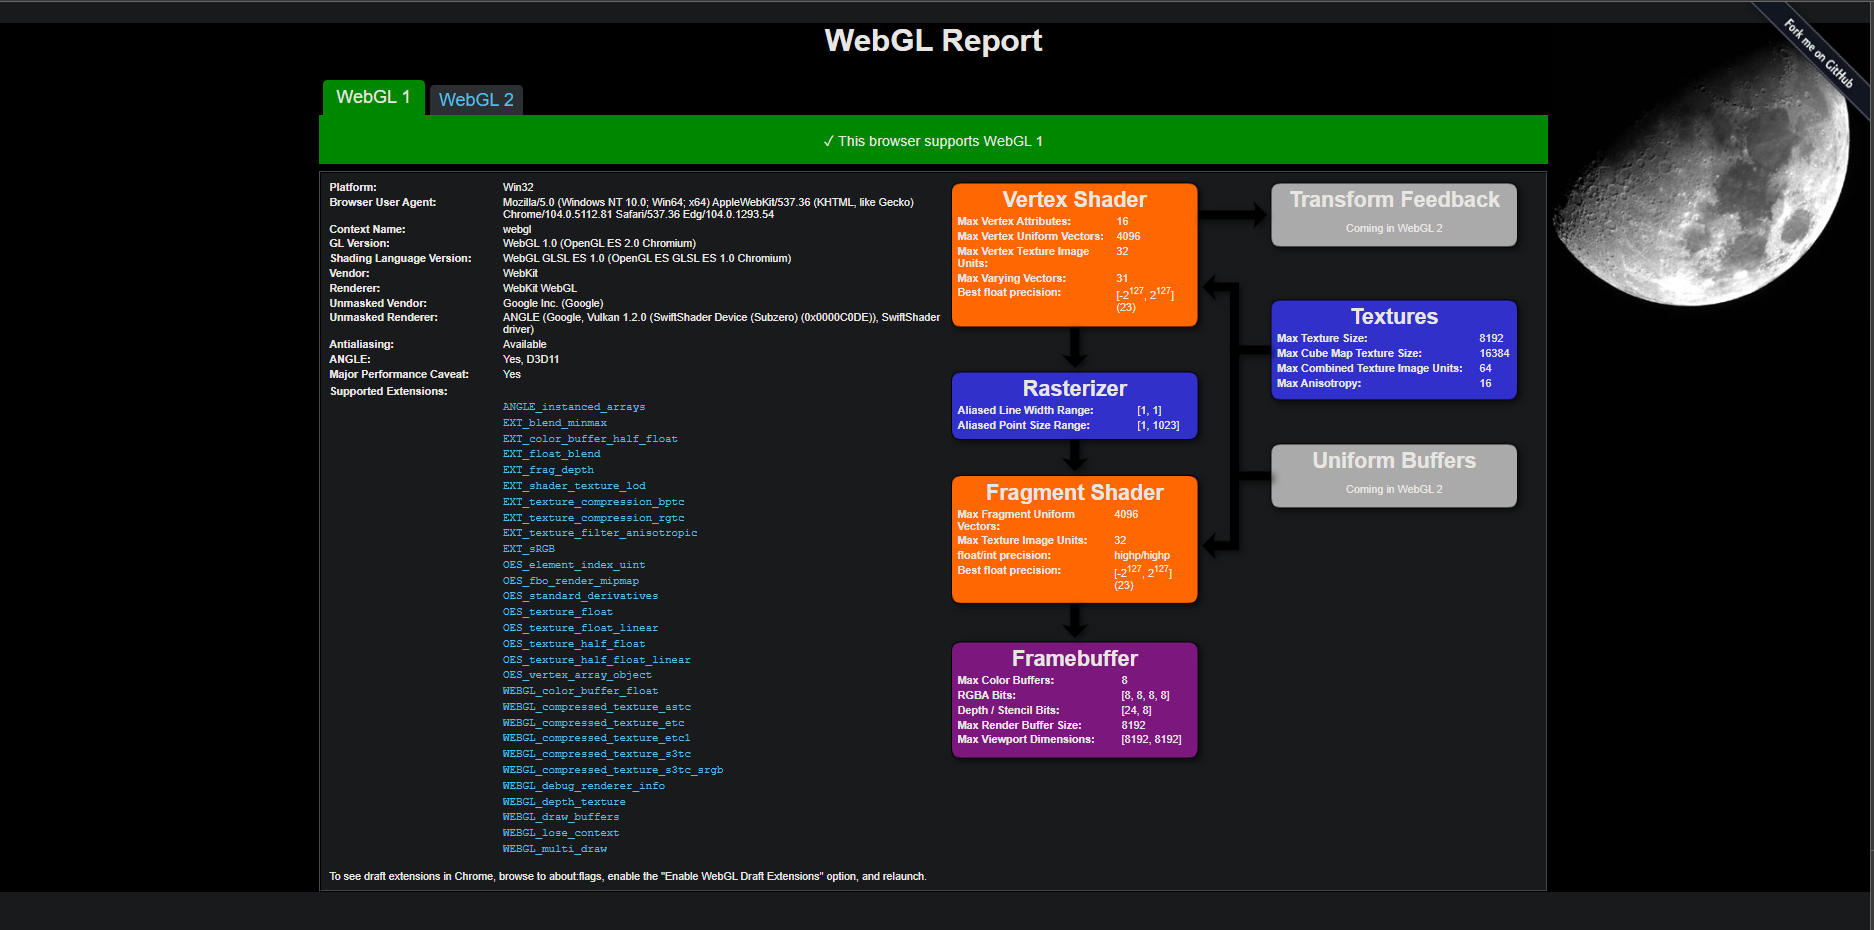 WebGL Report
Fork me on GitHub
WebGL 1
WebGL 2
✓ This browser supports WebGL 1
Platform: Win32
Browser User Agent: Mozilla/5.0 (Windows NT 10.0; Win64; x64) AppleWebKit/537.36 (KHTML, like Gecko)
Chrome/104.0.5112.81 Safari/537.36 Edg/104.0.1293.54
Context Name: webgl
GL Version: WebGL 1.0 (OpenGL ES 2.0 Chromium)
Shading Language Version: WebGL GLSL ES 1.0 (OpenGL ES GLSL ES 1.0 Chromium)
Vendor: WebKit
Renderer: WebKit WebGL
Unmasked Vendor: Google Inc. (Google)
Unmasked Renderer: ANGLE (Google, Vulkan 1.2.0 (SwiftShader Device (Subzero) (0x0000C0DE)), SwiftShader
driver)
Antialiasing: Available
ANGLE: Yes, D3D11
Major Performance Caveat: Yes
Supported Extensions:
ANGLE_instanced_arrays
EXT_blend_minmax
EXT_color_buffer_half_float
EXT_float_blend
EXT_frag_depth
EXT_shader_texture_lod
EXT_texture_compression_bptc
EXT_texture_compression_rgtc
EXT_texture_filter_anisotropic
EXT_sRGB
OES_element_index_uint
OES_fbo_render_mipmap
OES_standard_derivatives
OES_texture_float
OES_texture_float_linear
OES_texture_half_float
OES_texture_half_float_linear
OES_vertex_array_object
WEBGL_color_buffer_float
WEBGL_compressed_texture_astc
WEBGL_compressed_texture_etc
WEBGL_compressed_texture_etc1
WEBGL_compressed_texture_s3tc
WEBGL_compressed_texture_s3tc_srgb
WEBGL_debug_renderer_info
WEBGL_depth_texture
WEBGL_draw_buffers
WEBGL_lose_context
WEBGL_multi_draw
To see draft extensions in Chrome, browse to about:flags, enable the "Enable WebGL Draft Extensions" option, and relaunch.
Vertex Shader
Max Vertex Attributes: 16
Max Vertex Uniform Vectors: 4096
Max Vertex Texture Image 32
Units:
Max Varying Vectors: 31
Best float precision: [-2¹²⁷, 2¹²⁷]
(23)
Rasterizer
Aliased Line Width Range: [1, 1]
Aliased Point Size Range: [1, 1023]
Fragment Shader
Max Fragment Uniform 4096
Vectors:
Max Texture Image Units: 32
float/int precision: highp/highp
Best float precision: [-2¹²⁷, 2¹²⁷]
(23)
Framebuffer
Max Color Buffers: 8
RGBA Bits: [8, 8, 8, 8]
Depth / Stencil Bits: [24, 8]
Max Render Buffer Size: 8192
Max Viewport Dimensions: [8192, 8192]
Transform Feedback
Coming in WebGL 2
Textures
Max Texture Size: 8192
Max Cube Map Texture Size: 16384
Max Combined Texture Image Units: 64
Max Anisotropy: 16
Uniform Buffers
Coming in WebGL 2